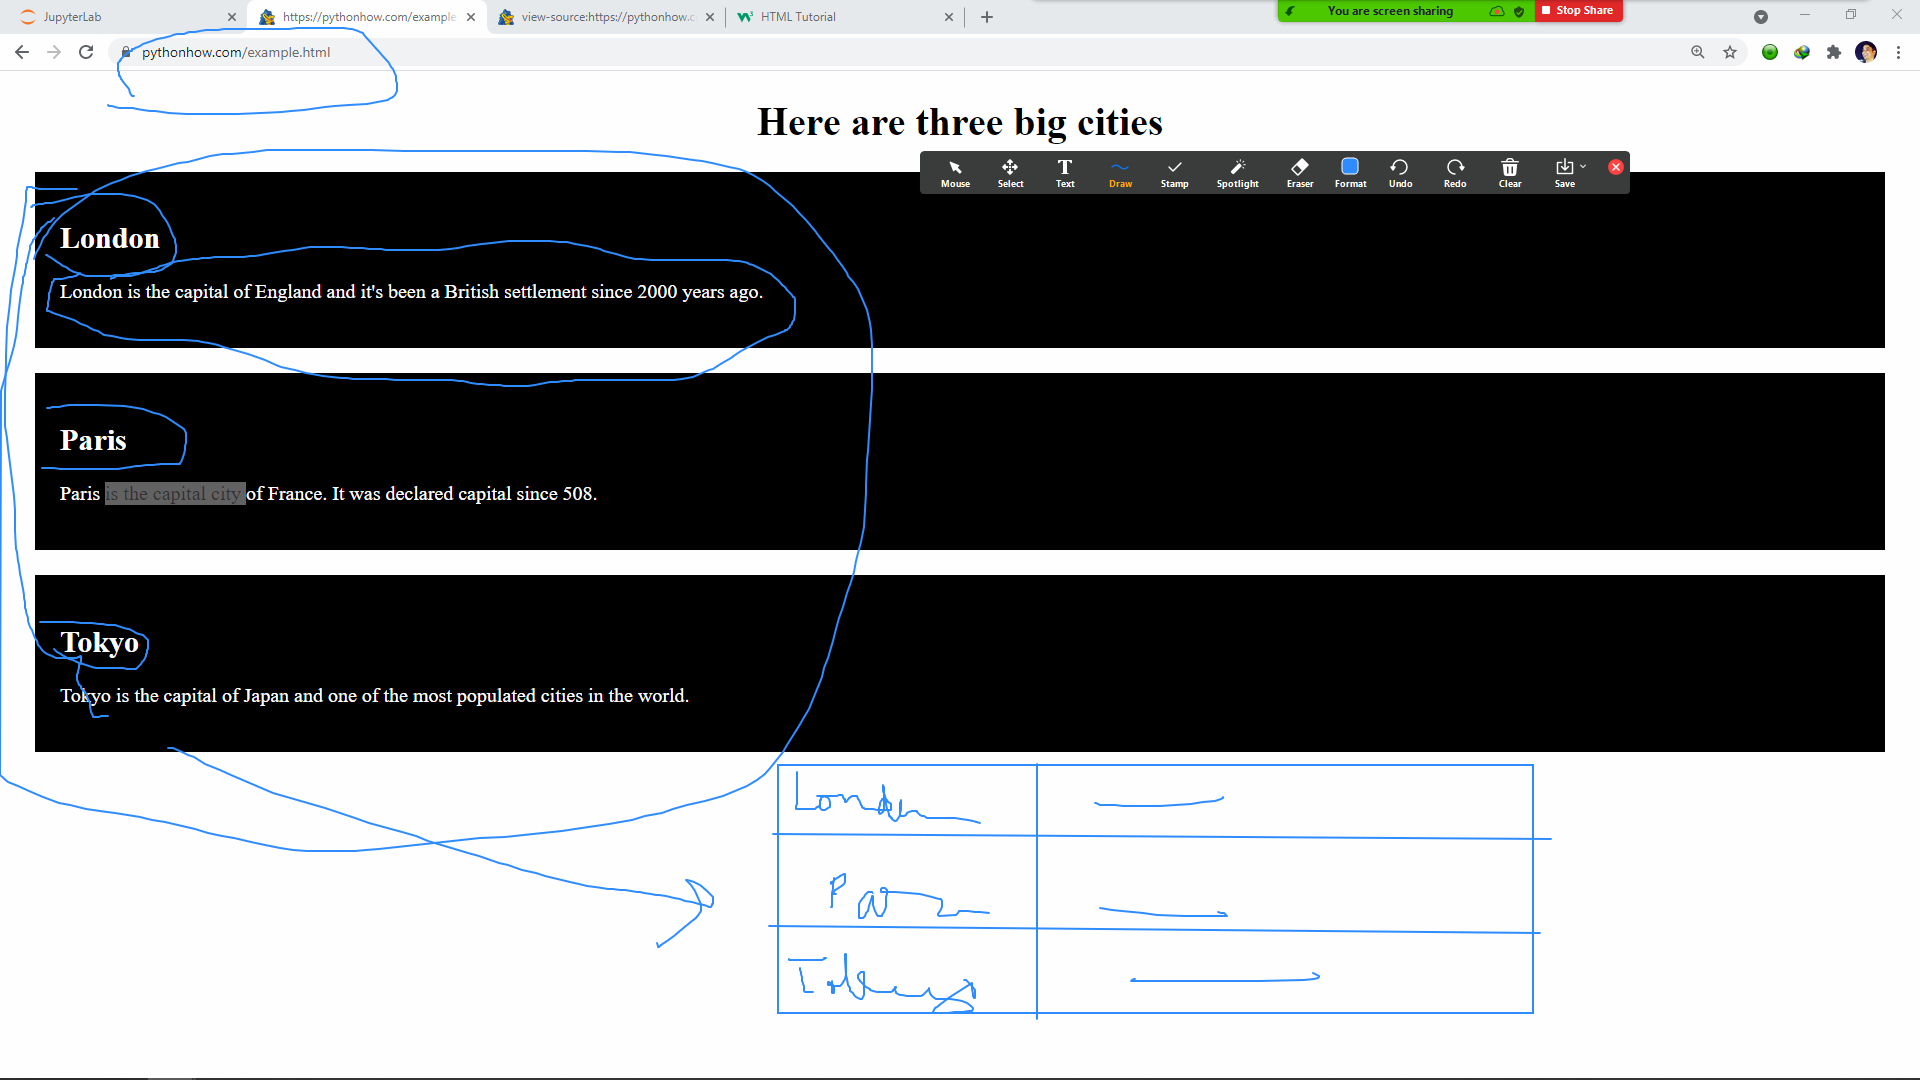 JupyterLab
https://pythonhow.com/example
view-source:https://pythonhow.c
HTML Tutorial
You are screen sharing
Stop Share
pythonhow.com/example.html
Here are three big cities
Mouse Select Text Draw Stamp Spotlight Eraser Format Undo Redo Clear Save
London
London is the capital of England and it's been a British settlement since 2000 years ago.
Paris
Paris is the capital city of France. It was declared capital since 508.
Tokyo
Tokyo is the capital of Japan and one of the most populated cities in the world.
London